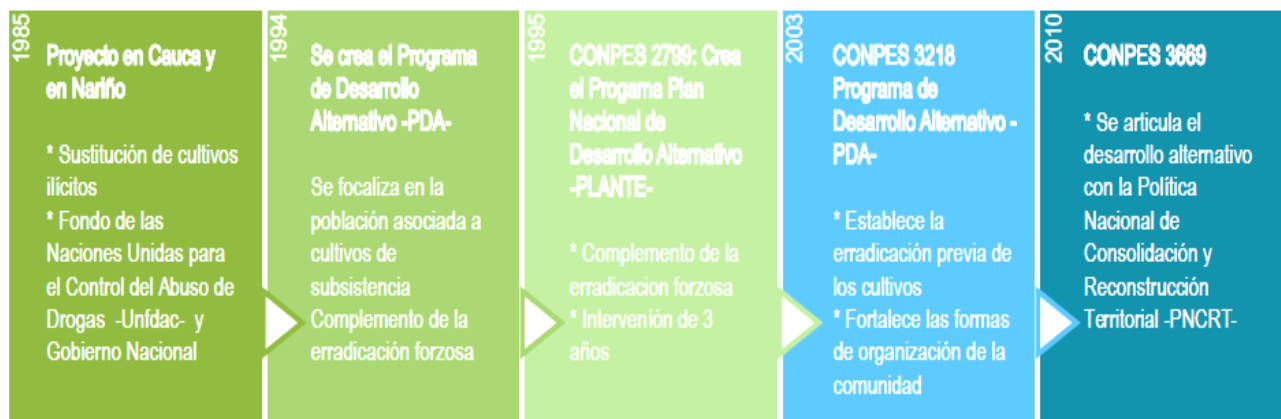 1985
Proyecto en Cauca y
en Nariño
* Sustitución de cultivos
ilícitos
* Fondo de las
Naciones Unidas para
el Control del Abuso de
Drogas -Unfdac- y
Gobierno Nacional
1994
Se crea el Programa
de Desarrollo
Alternativo -PDA-
Se focaliza en la
población asociada a
cultivos de
subsistencia
Complemento de la
erradicación forzosa
1995
CONPES 2799: Crea
el Progama Plan
Nacional de
Desarrollo Alternativo
-PLANTE-
* Complemento de la
erradicacion forzosa
* Intervenión de 3
años
2003
CONPES 3218
Programa de
Desarrollo Alternativo -
PDA-
* Establece la
erradicación previa de
los cultivos
* Fortalece las formas
de organización de la
comunidad
2010
CONPES 3669
* Se articula el
desarrollo alternativo
con la Política
Nacional de
Consolidación y
Reconstrucción
Territorial -PNCRT-